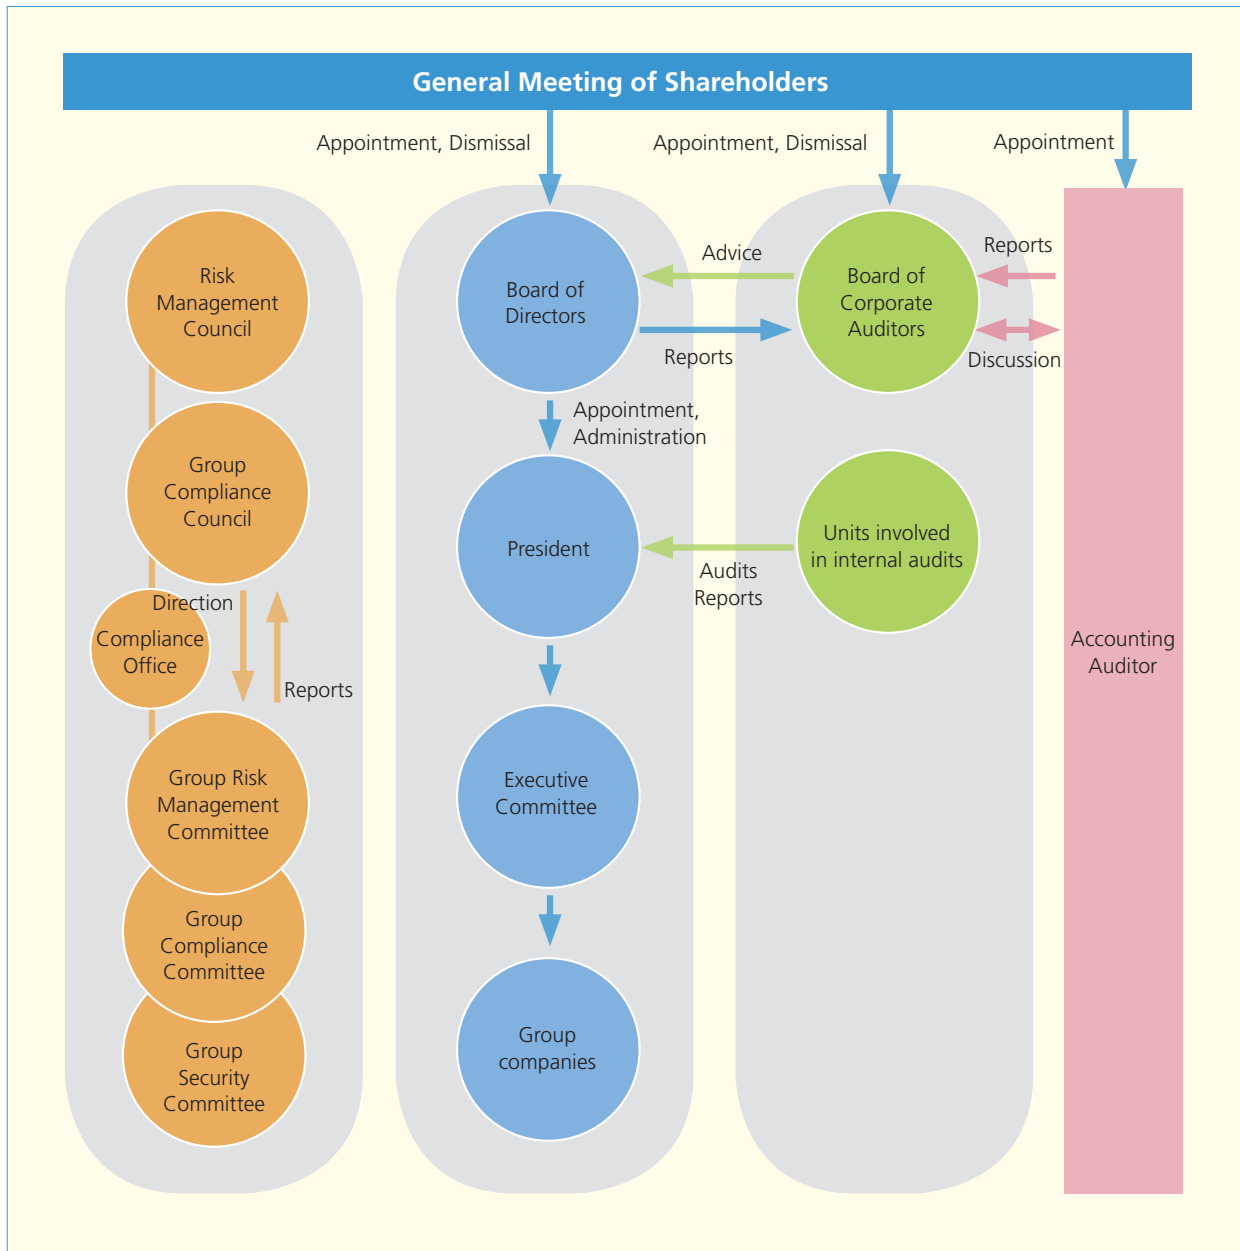 General Meeting of Shareholders
Appointment, Dismissal
Appointment, Dismissal
Appointment
Risk
Management
Council
Group
Compliance
Council
Direction
Compliance
Office
Reports
Group Risk
Management
Committee
Group
Compliance
Committee
Group
Security
Committee
Board of
Directors
Advice
Reports
Appointment,
Administration
President
Audits
Reports
Executive
Committee
Group
companies
Board of
Corporate
Auditors
Reports
Discussion
Units involved
in internal audits
Accounting
Auditor